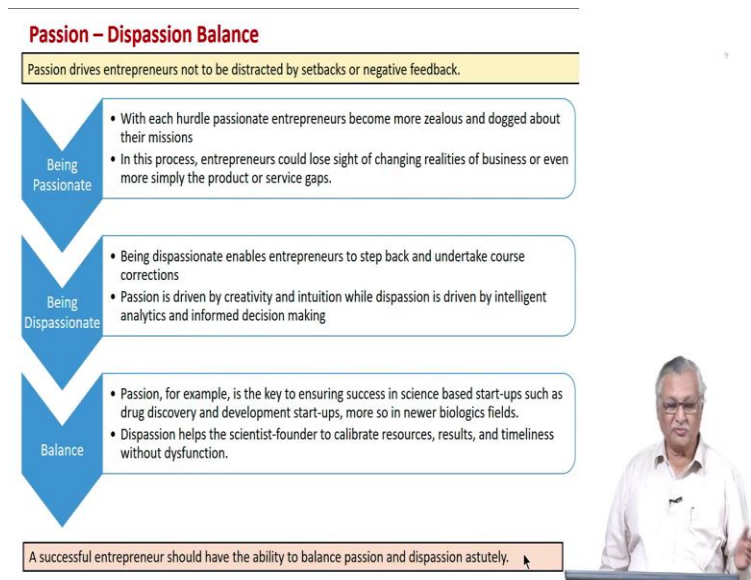 Passion – Dispassion Balance
Passion drives entrepreneurs not to be distracted by setbacks or negative feedback.
Being
Passionate
• With each hurdle passionate entrepreneurs become more zealous and dogged about
their missions
• In this process, entrepreneurs could lose sight of changing realities of business or even
more simply the product or service gaps.
Being
Dispassionate
• Being dispassionate enables entrepreneurs to step back and undertake course
corrections
• Passion is driven by creativity and intuition while dispassion is driven by intelligent
analytics and informed decision making
Balance
• Passion, for example, is the key to ensuring success in science based start-ups such as
drug discovery and development start-ups, more so in newer biologics fields.
• Dispassion helps the scientist-founder to calibrate resources, results, and timeliness
without dysfunction.
A successful entrepreneur should have the ability to balance passion and dispassion astutely.